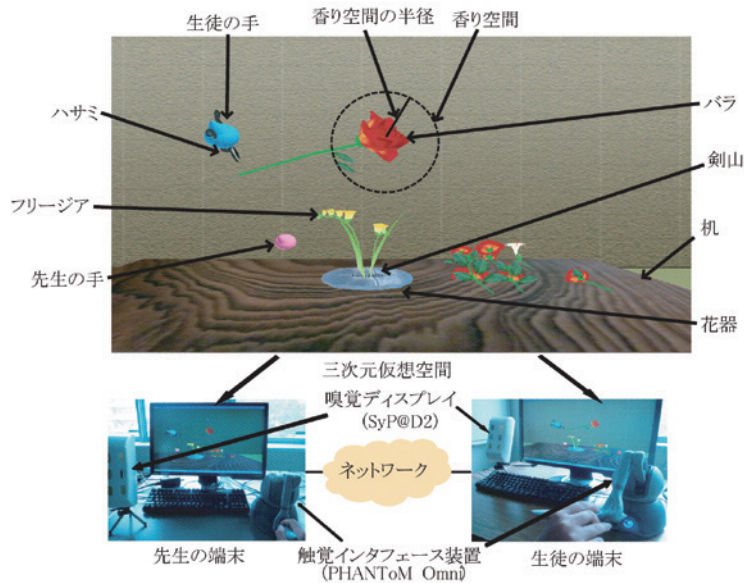 生徒の手
香り空間の半径
香り空間
ハサミ
バラ
剣山
フリージア
机
先生の手
花器
三次元仮想空間
嗅覚ディスプレイ
(SyP@D2)
ネットワーク
先生の端末
触覚インタフェース装置
(PHANToM Omni)
生徒の端末